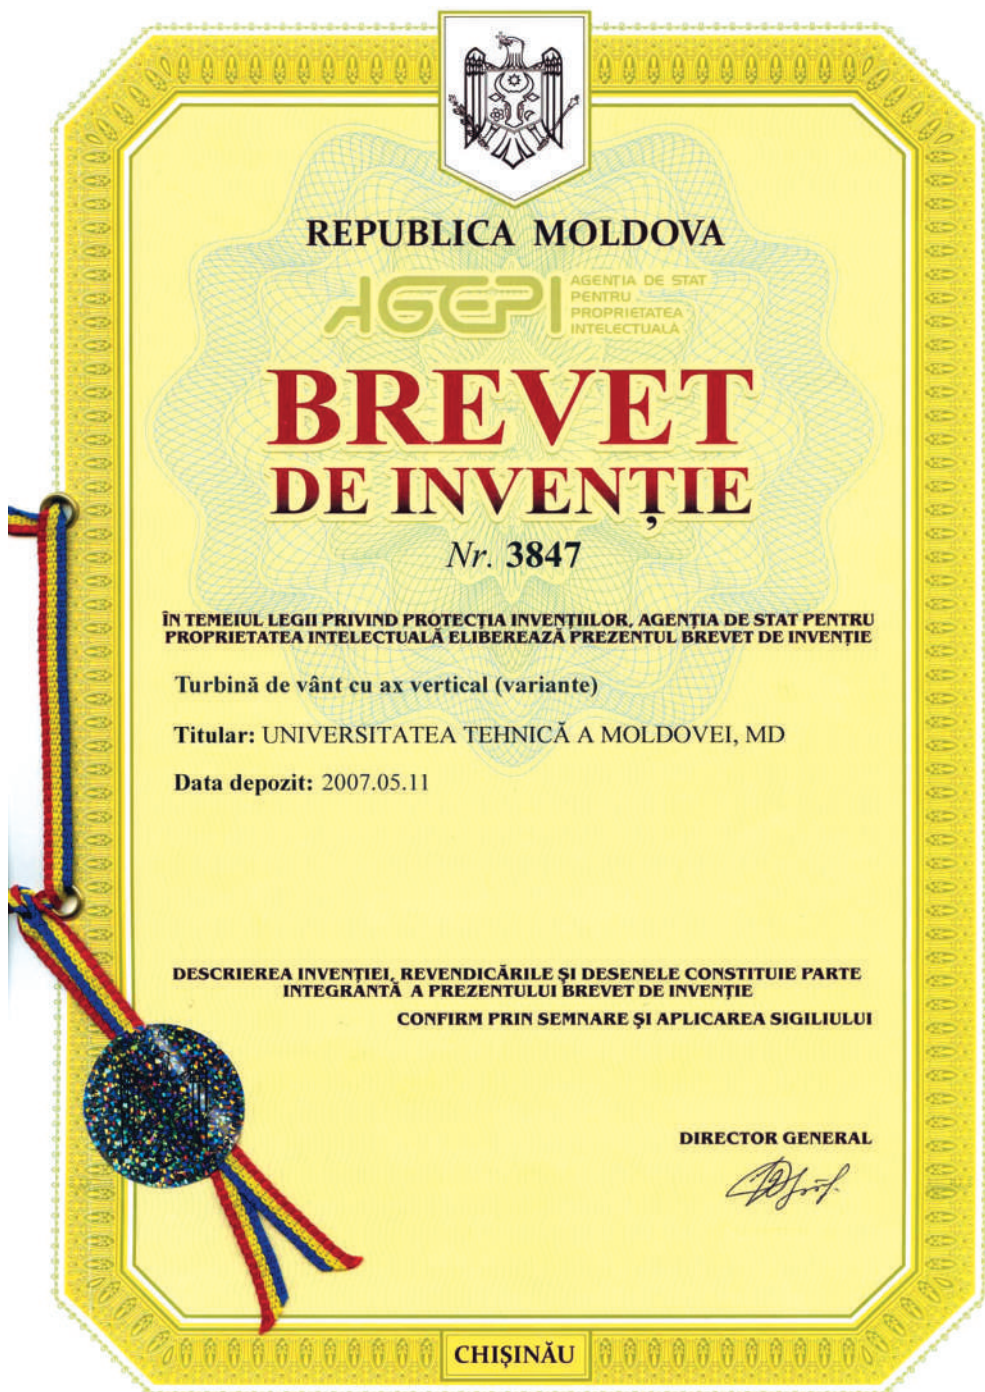 REPUBLICA MOLDOVA
AGEPI
AGENȚIA DE STAT
PENTRU
PROPRIETATEA
INTELECTUALĂ
BREVET
DE INVENȚIE
Nr. 3847
ÎN TEMEIUL LEGII PRIVIND PROTECȚIA INVENȚIILOR, AGENȚIA DE STAT PENTRU
PROPRIETATEA INTELECTUALĂ ELIBEREAZĂ PREZENTUL BREVET DE INVENȚIE
Turbină de vânt cu ax vertical (variante)
Titular: UNIVERSITATEA TEHNICĂ A MOLDOVEI, MD
Data depozit: 2007.05.11
DESCRIEREA INVENȚIEI, REVENDICĂRILE ȘI DESENELE CONSTITUIE PARTE
INTEGRANTĂ A PREZENTULUI BREVET DE INVENȚIE
CONFIRM PRIN SEMNARE ȘI APLICAREA SIGILIULUI
DIRECTOR GENERAL
CHIȘINĂU